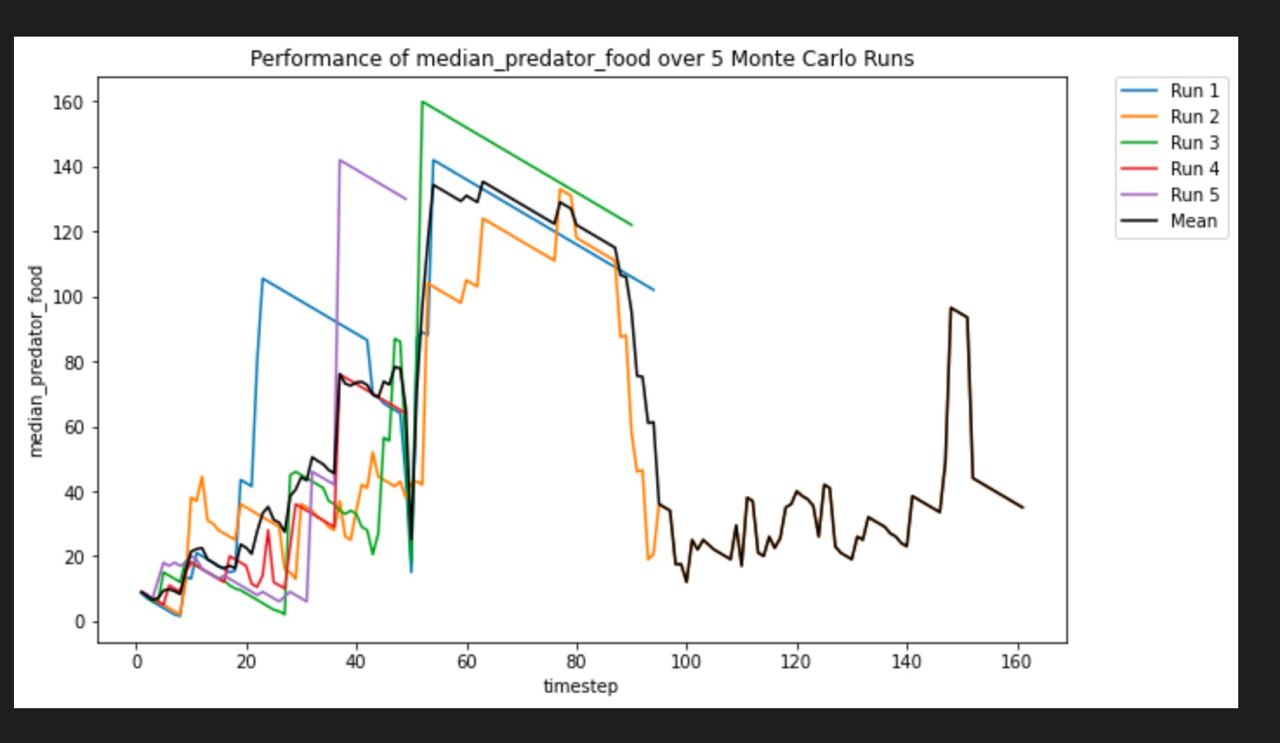 Performance of median_predator_food over 5 Monte Carlo Runs
160
140
120
100
80
60
40
20
0
median_predator_food
0 20 40 60 80 100 120 140 160
timestep
Run 1
Run 2
Run 3
Run 4
Run 5
Mean